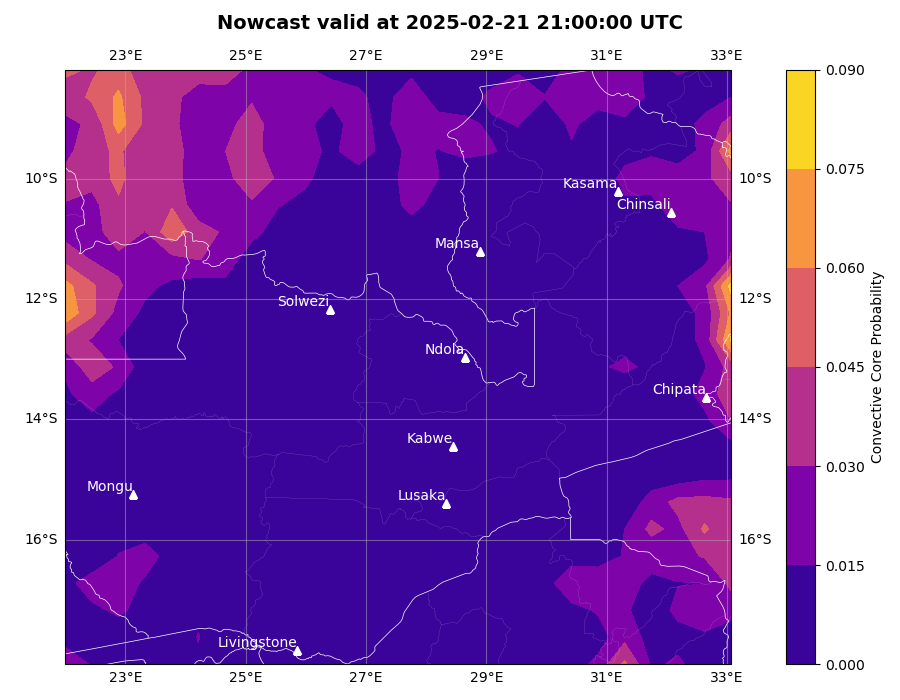 Nowcast valid at 2025-02-21 21:00:00 UTC
23°E 25°E 27°E 29°E 31°E 33°E
0.090
0.075
10°S 10°S
Kasama
Chinsali
Mansa
0.060
12°S 12°S
Solwezi
Ndola
0.045
Chipata
14°S 14°S
Kabwe
0.030
Mongu
Lusaka
16°S 16°S
0.015
Livingstone
0.000
23°E 25°E 27°E 29°E 31°E 33°E
Convective Core Probability